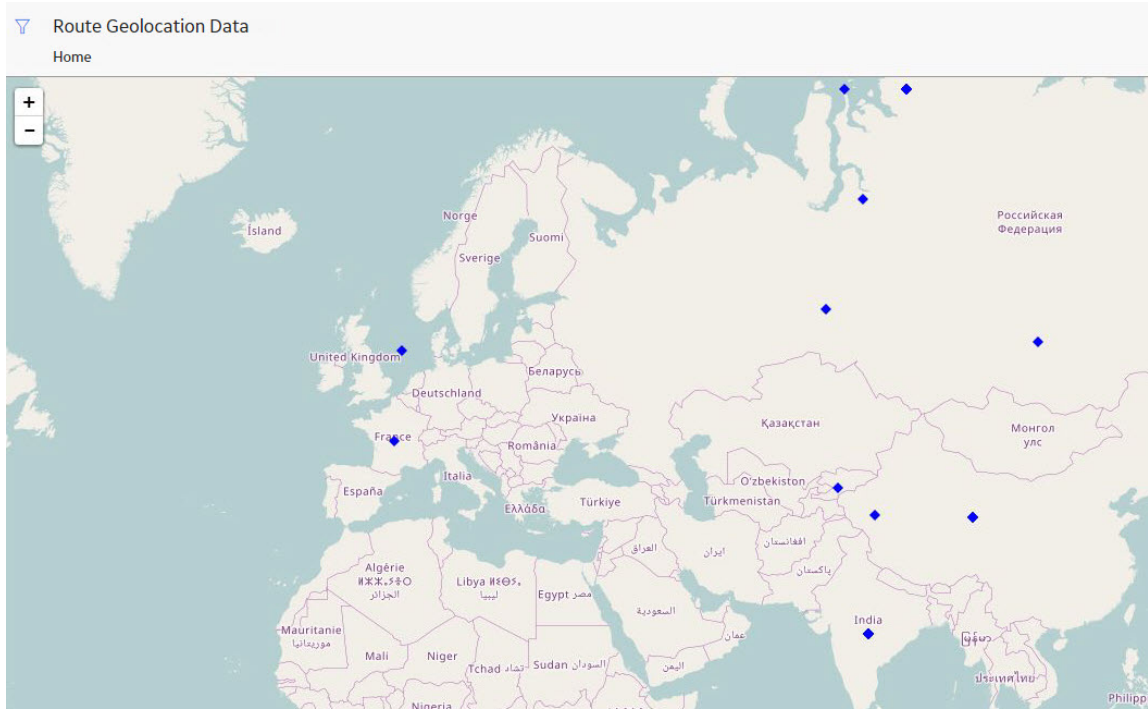 Route Geolocation Data
Home
+
−
Ísland
Norge
Suomi
Sverige
Российская
Федерация
United Kingdom
Беларусь
Deutschland
Україна
France
România
Қазақстан
Монгол
улс
Italia
España
Ελλάδα
Türkiye
O'zbekiston
Türkmenistan
العراق
ایران
افغانستان
پاکستان
Algérie
الجزائر
Libya
ليبيا
Egypt مصر
السعودية
عمان
اليمن
India
Mauritanie
موريتانيا
Mali
Niger
Tchad تشاد
Sudan السودان
Nigeria
မြန်မာ
ประเทศไทย
Philipp